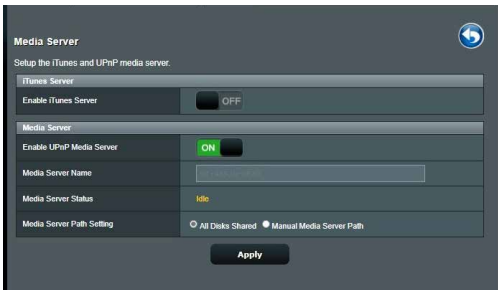 Media Server
Setup the iTunes and UPnP media server.
iTunes Server
Enable iTunes Server
OFF
Media Server
Enable UPnP Media Server
ON
Media Server Name
Media Server Status
Idle
Media Server Path Setting
All Disks Shared
Manual Media Server Path
Apply